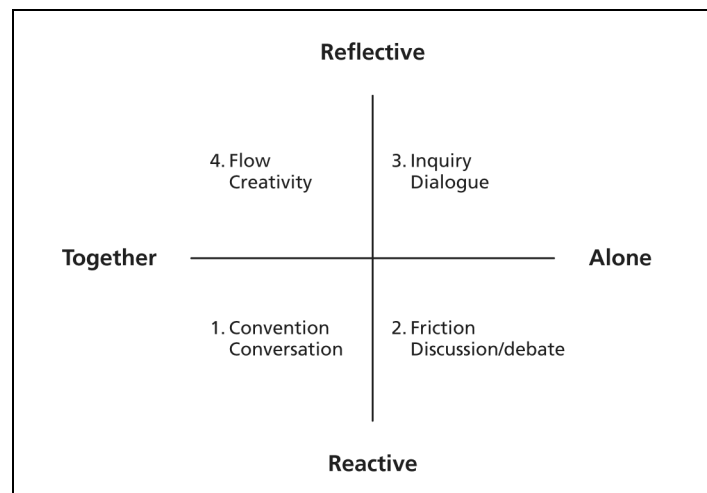 Reflective
4. Flow
Creativity
3. Inquiry
Dialogue
Together
Alone
1. Convention
Conversation
2. Friction
Discussion/debate
Reactive